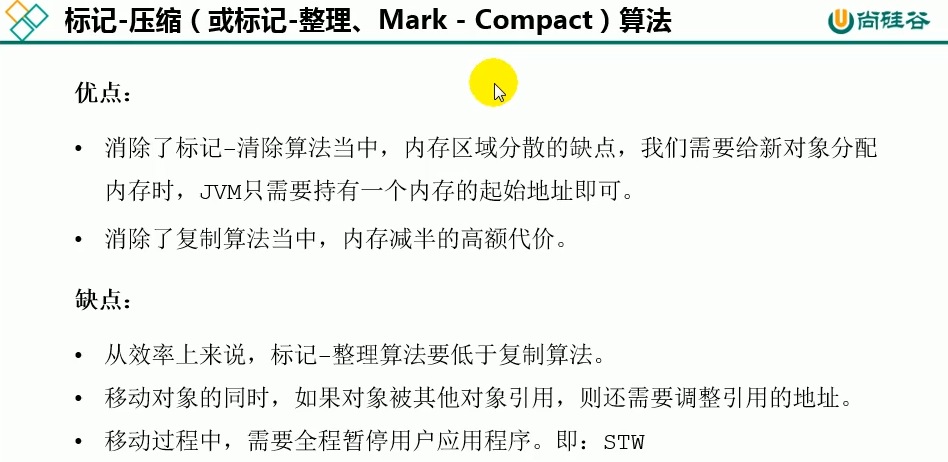 标记-压缩（或标记-整理、Mark - Compact）算法
尚硅谷
优点：
• 消除了标记-清除算法当中，内存区域分散的缺点，我们需要给新对象分配
内存时，JVM只需要持有一个内存的起始地址即可。
• 消除了复制算法当中，内存减半的高额代价。
缺点：
• 从效率上来说，标记-整理算法要低于复制算法。
• 移动对象的同时，如果对象被其他对象引用，则还需要调整引用的地址。
• 移动过程中，需要全程暂停用户应用程序。即：STW